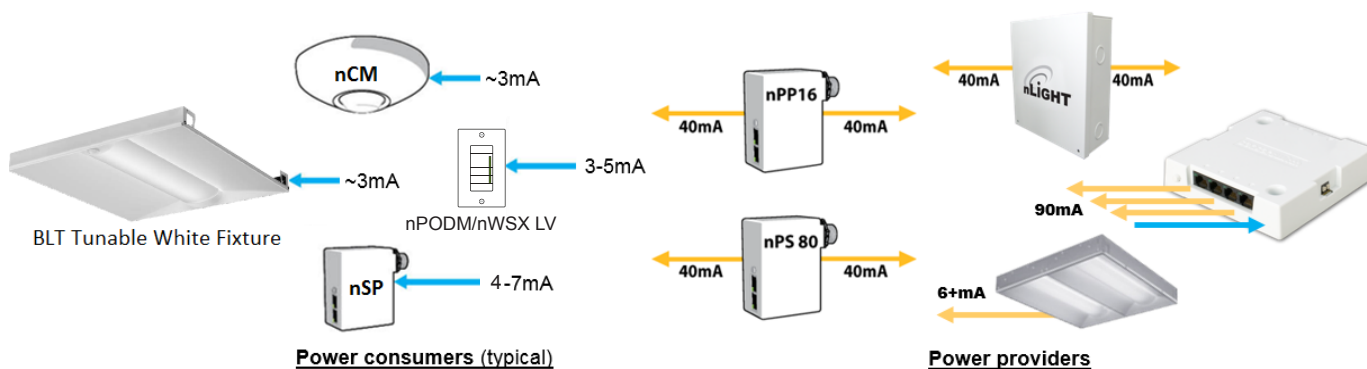 nCM
~3mA
~3mA
BLT Tunable White Fixture
3-5mA
nPODM/nWSX LV
nSP
4-7mA
Power consumers (typical)
nPP16
40mA
40mA
nPS 80
40mA
40mA
nLIGHT
40mA
40mA
90mA
6+mA
Power providers